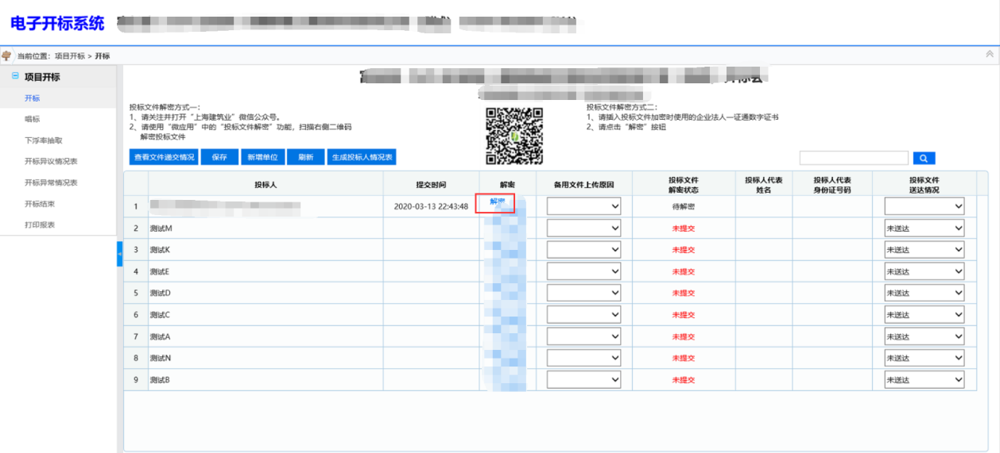 电子开标系统
当前位置：项目开标 > 开标
项目开标
开标
唱标
下浮率抽取
开标异议情况表
开标异常情况表
开标结束
打印报表
投标文件解密方式一：
1、请关注并打开“上海建筑业”微信公众号。
2、请使用“微应用”中的“投标文件解密”功能，扫描右侧二维码
解密投标文件
投标文件解密方式二：
1、请插入投标文件加密时使用的企业法人一证通数字证书
2、请点击“解密”按钮
查看文件递交情况 保存 新增单位 刷新 生成投标人情况表
投标人 提交时间 解密 备用文件上传原因 投标文件解密状态 投标人代表姓名 投标人代表身份证号码 投标文件送达情况
1 2020-03-13 22:43:48 解密 待解密
2 测试M 未提交 未送达
3 测试K 未提交 未送达
4 测试E 未提交 未送达
5 测试D 未提交 未送达
6 测试C 未提交 未送达
7 测试A 未提交 未送达
8 测试N 未提交 未送达
9 测试B 未提交 未送达